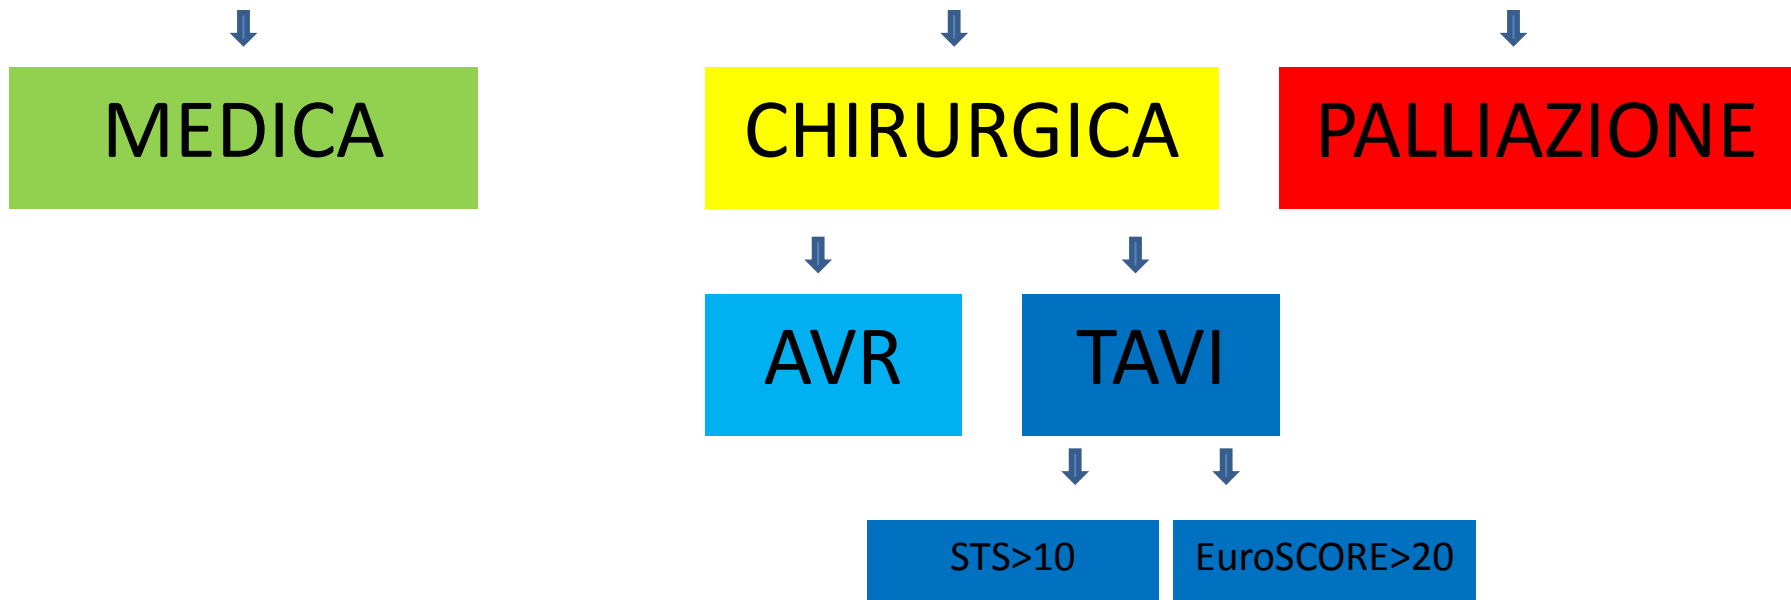 MEDICA
CHIRURGICA
PALLIAZIONE
AVR
TAVI
STS>10
EuroSCORE>20